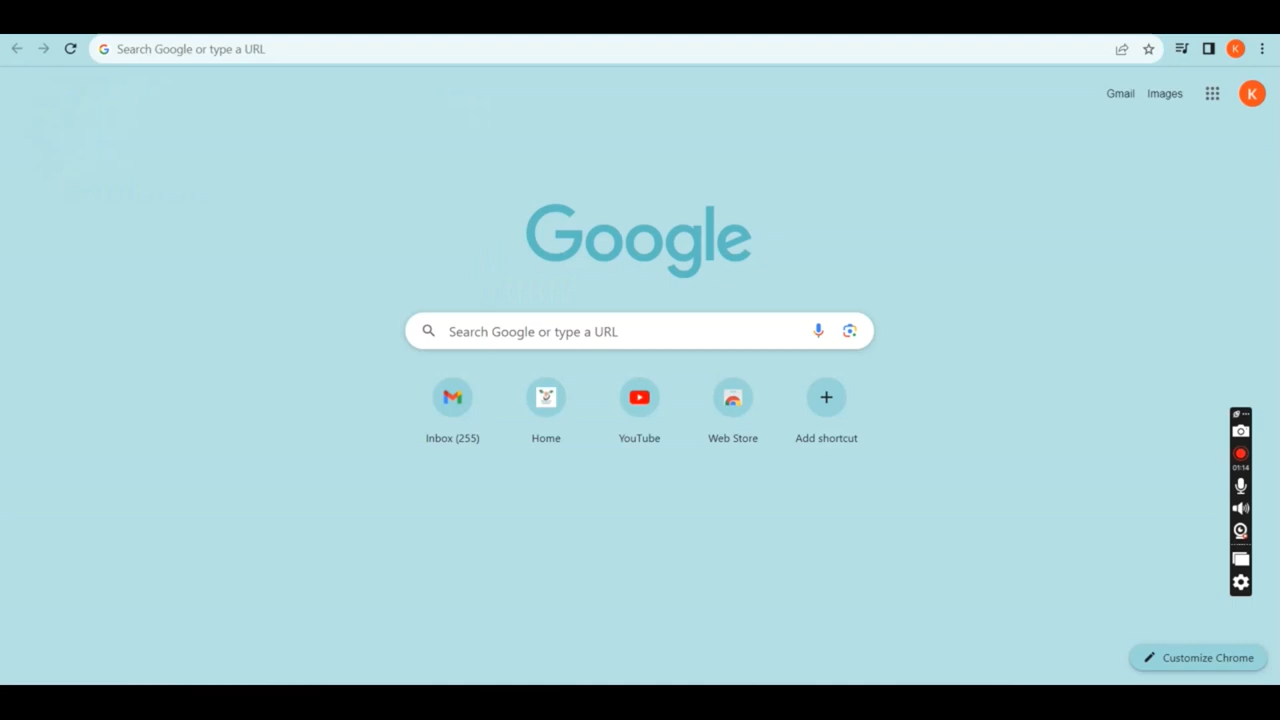 Search Google or type a URL
K
Gmail Images
K
Google
Search Google or type a URL
Inbox (255) Home YouTube Web Store Add shortcut
01:14
Customize Chrome